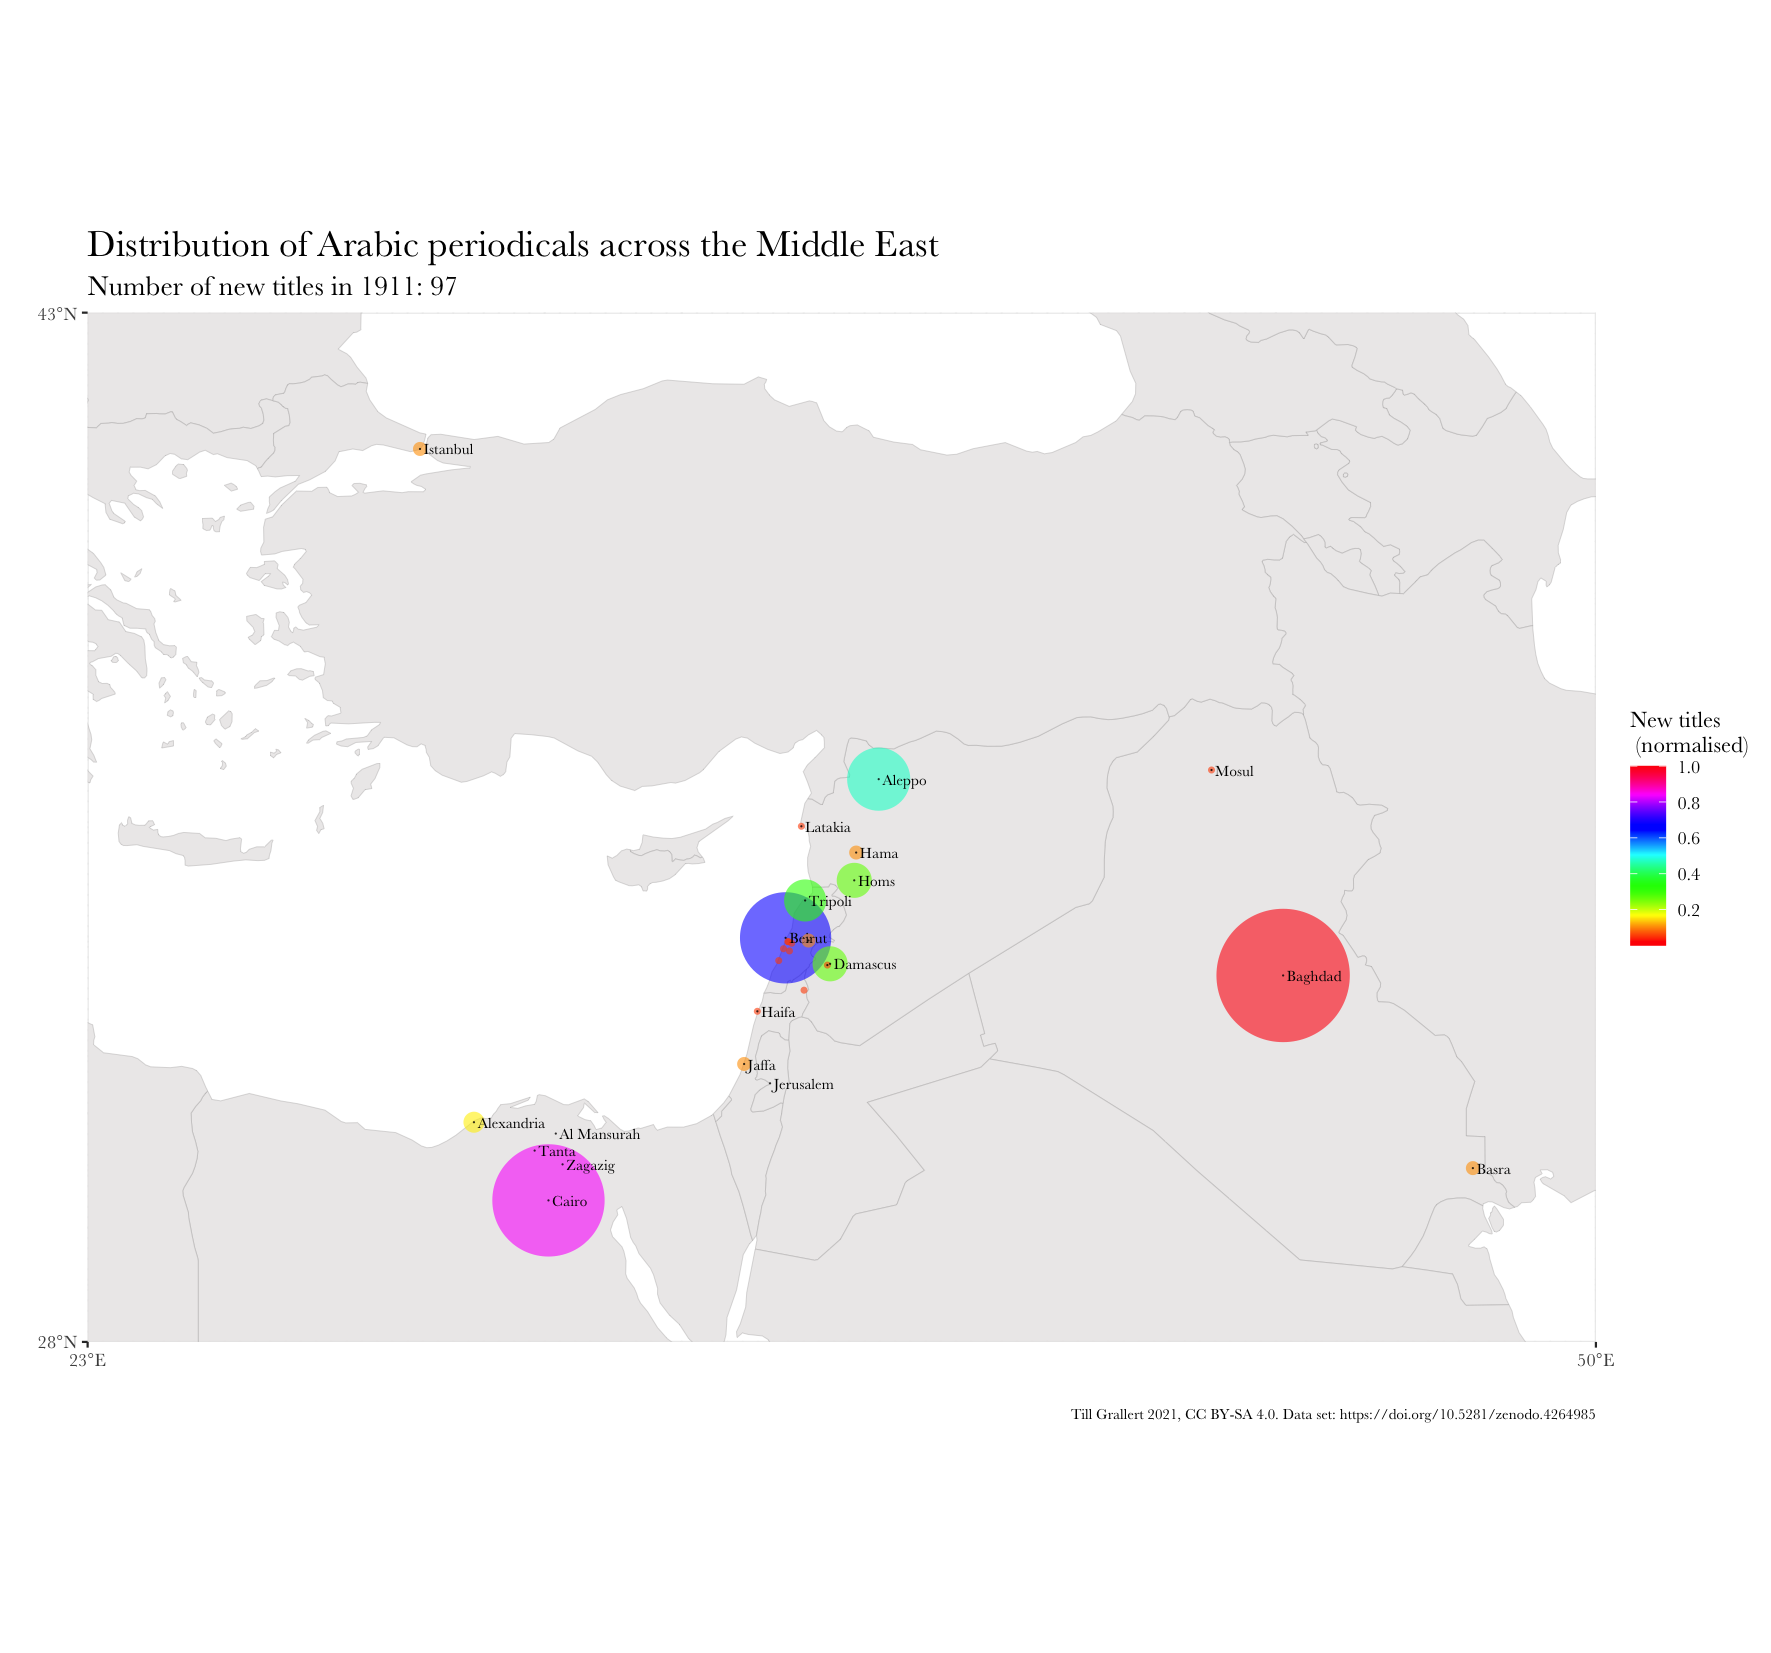 Distribution of Arabic periodicals across the Middle East
Number of new titles in 1911: 97
43°N
Istanbul
New titles
(normalised)
1.0
0.8
0.6
0.4
0.2
Mosul
Aleppo
Latakia
Hama
Homs
Tripoli
Beirut
Damascus
Baghdad
Haifa
Jaffa
Jerusalem
Alexandria
Al Mansurah
Tanta
Zagazig
Basra
Cairo
28°N
23°E
50°E
Till Grallert 2021, CC BY-SA 4.0. Data set: https://doi.org/10.5281/zenodo.4264985